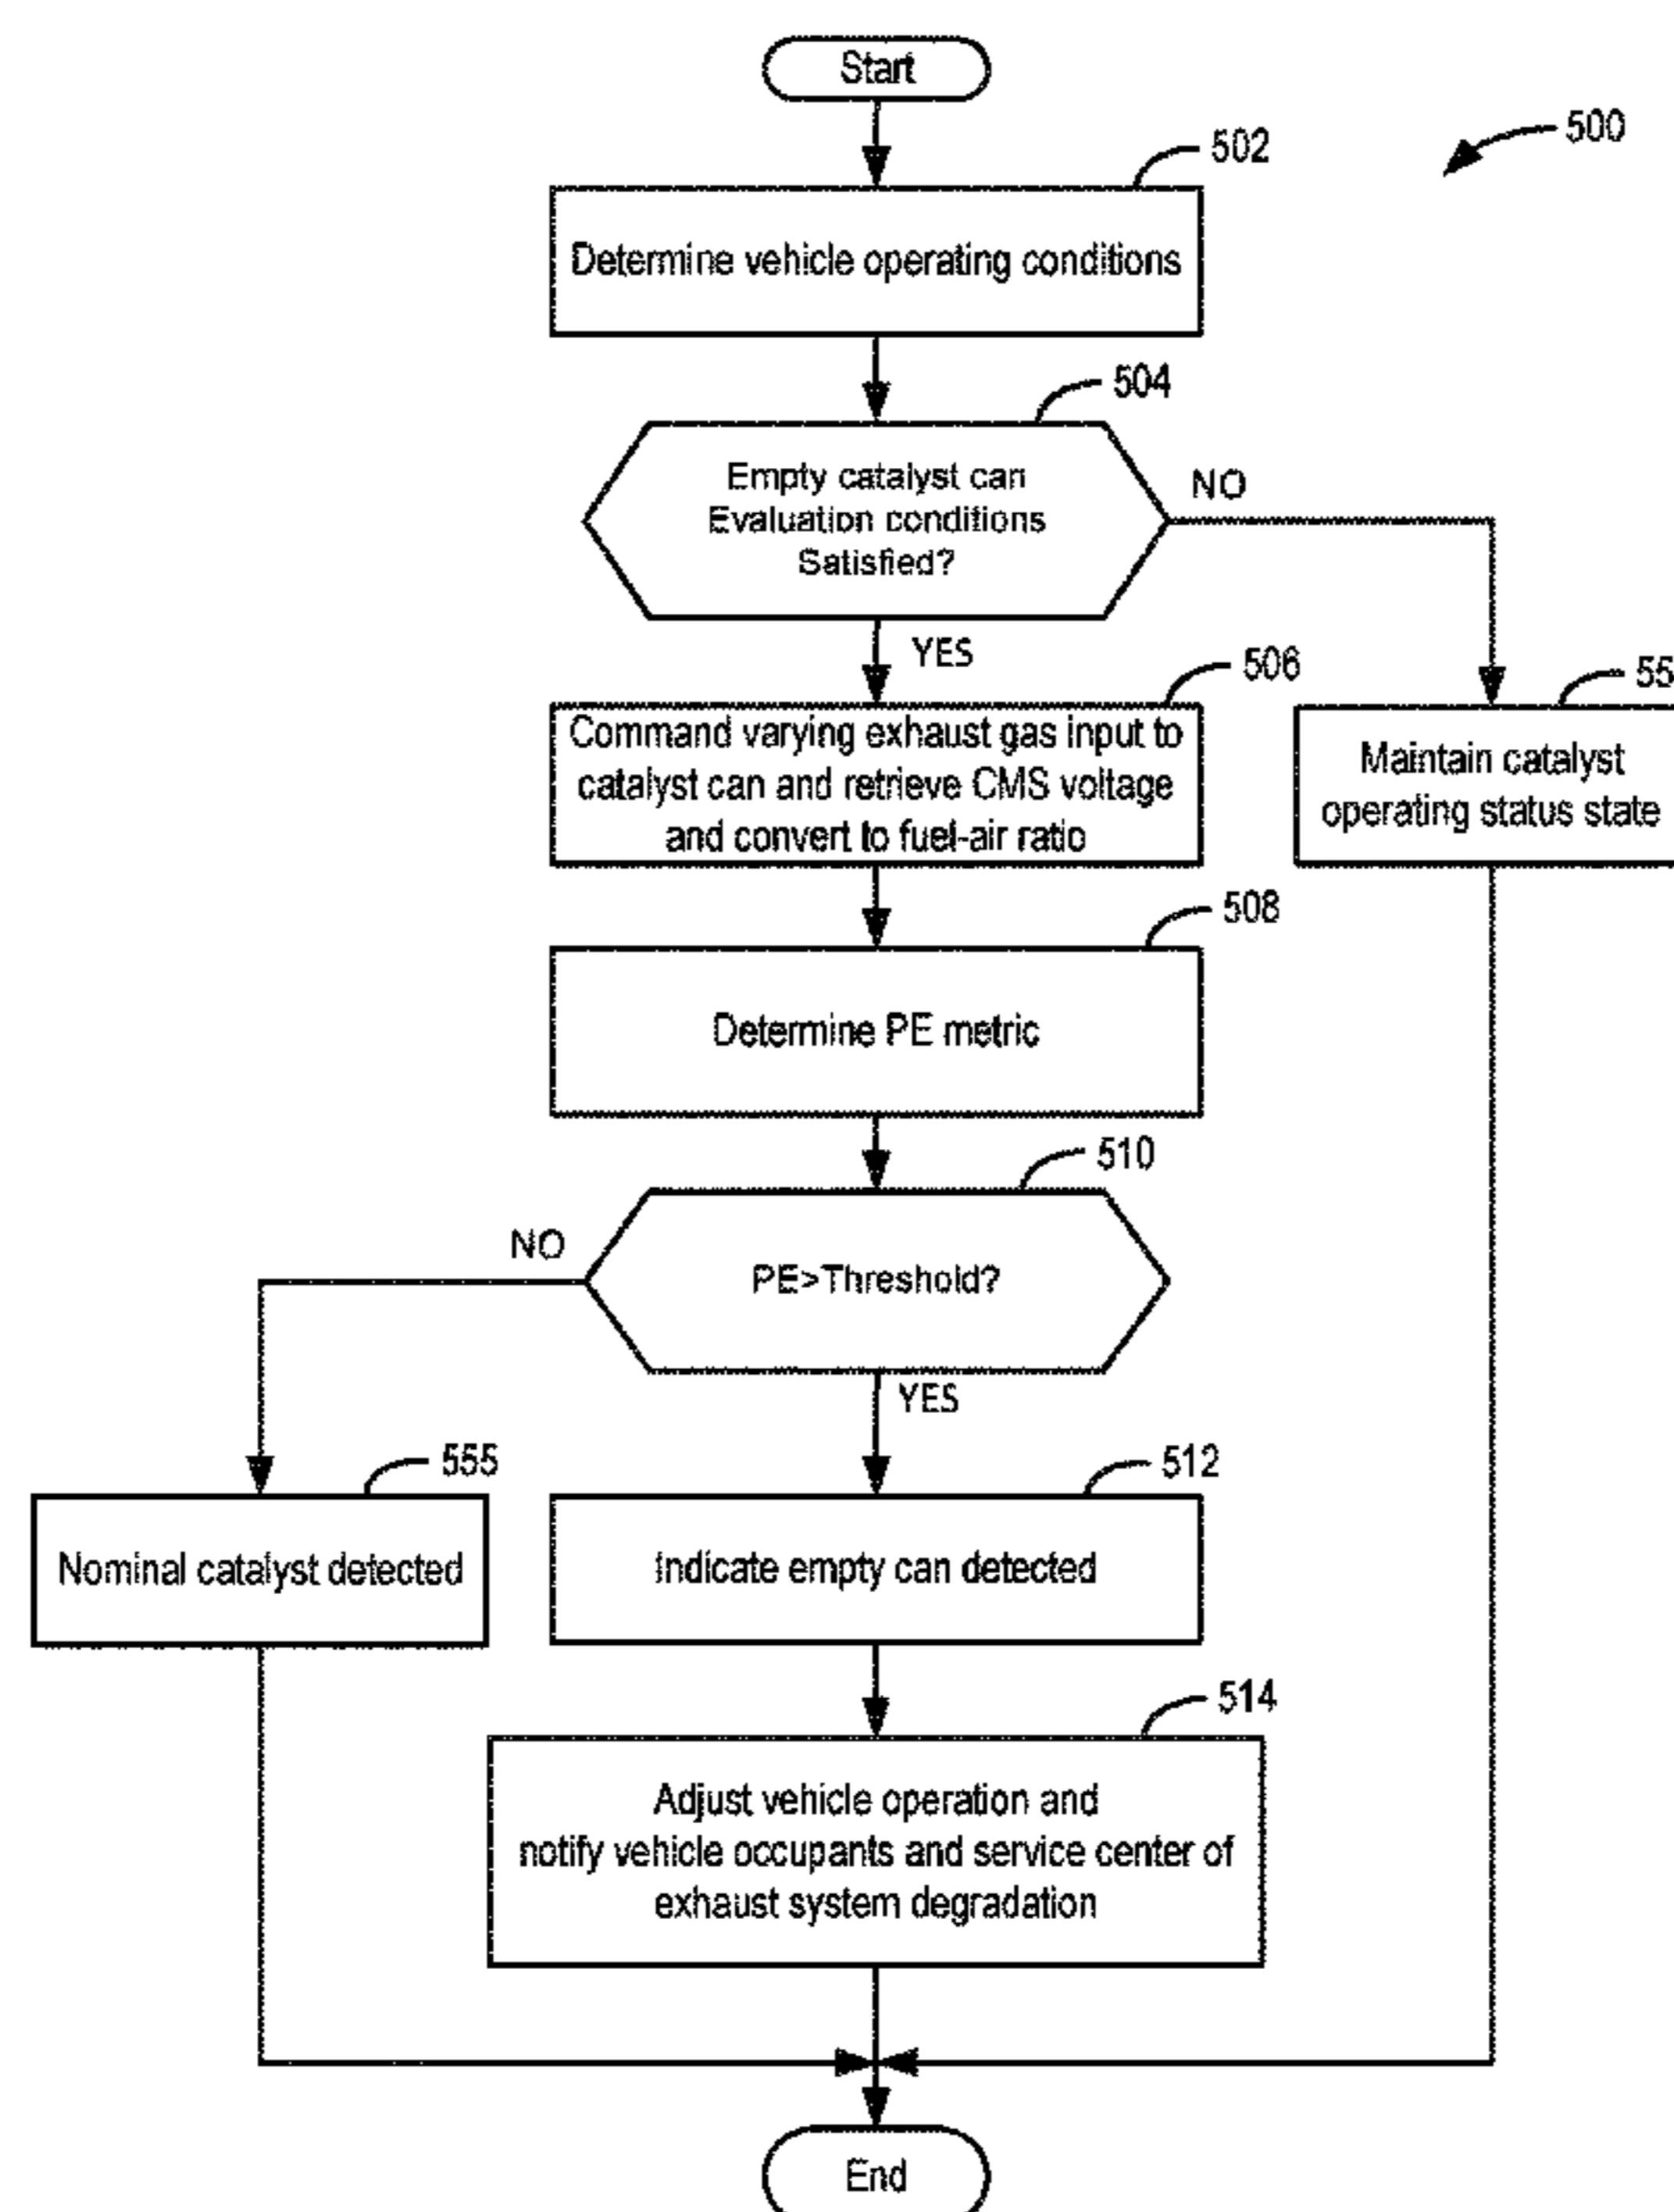 Start
500
502
Determine vehicle operating conditions
504
Empty catalyst can
Evaluation conditions
Satisfied?
NO
YES
506
Command varying exhaust gas input to
catalyst can and retrieve CMS voltage
and convert to fuel-air ratio
55
Maintain catalyst
operating status state
508
Determine PE metric
510
PE>Threshold?
NO
YES
555
Nominal catalyst detected
512
Indicate empty can detected
514
Adjust vehicle operation and
notify vehicle occupants and service center of
exhaust system degradation
End